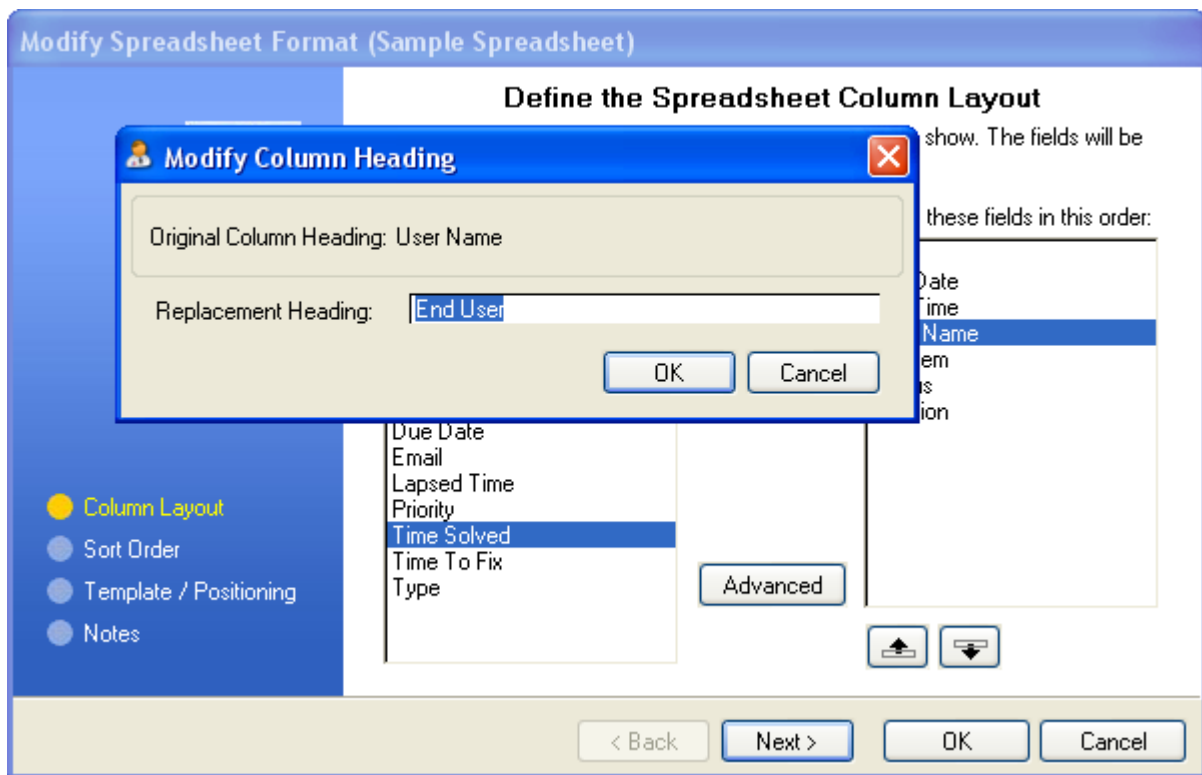 Modify Spreadsheet Format (Sample Spreadsheet)
Define the Spreadsheet Column Layout
show. The fields will be
these fields in this order:
Modify Column Heading
Original Column Heading: User Name
Replacement Heading: End User
OK Cancel
Date
Time
Name
Due Date
Email
Lapsed Time
Priority
Time Solved
Time To Fix
Type
Advanced
Column Layout
Sort Order
Template / Positioning
Notes
< Back Next > OK Cancel